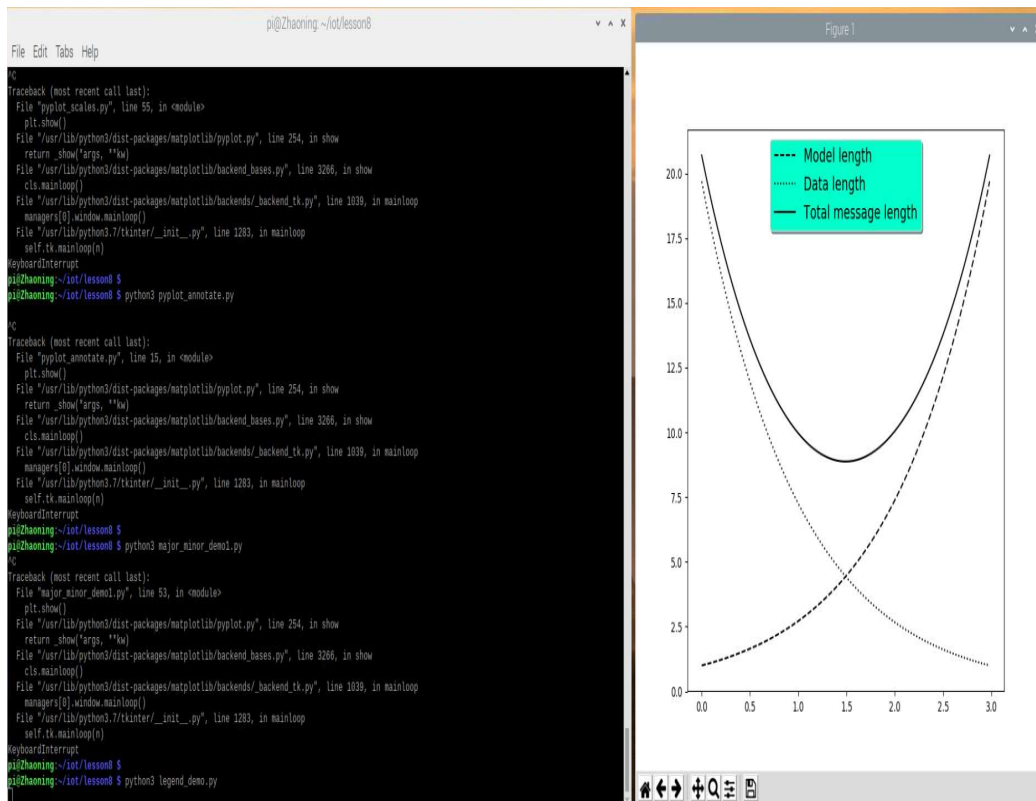 pi@Zhaoning: ~/iot/lesson8
File Edit Tabs Help
^C
Traceback (most recent call last):
File "pyplot_scales.py", line 55, in <module>
plt.show()
File "/usr/lib/python3/dist-packages/matplotlib/pyplot.py", line 254, in show
return _show(*args, **kw)
File "/usr/lib/python3/dist-packages/matplotlib/backend_bases.py", line 3266, in show
cls.mainloop()
File "/usr/lib/python3/dist-packages/matplotlib/backends/_backend_tk.py", line 1039, in mainloop
managers[0].window.mainloop()
File "/usr/lib/python3.7/tkinter/__init__.py", line 1283, in mainloop
self.tk.mainloop(n)
KeyboardInterrupt
pi@Zhaoning:~/iot/lesson8 $
pi@Zhaoning:~/iot/lesson8 $ python3 pyplot_annotate.py
^C
Traceback (most recent call last):
File "pyplot_annotate.py", line 15, in <module>
plt.show()
File "/usr/lib/python3/dist-packages/matplotlib/pyplot.py", line 254, in show
return _show(*args, **kw)
File "/usr/lib/python3/dist-packages/matplotlib/backend_bases.py", line 3266, in show
cls.mainloop()
File "/usr/lib/python3/dist-packages/matplotlib/backends/_backend_tk.py", line 1039, in mainloop
managers[0].window.mainloop()
File "/usr/lib/python3.7/tkinter/__init__.py", line 1283, in mainloop
self.tk.mainloop(n)
KeyboardInterrupt
pi@Zhaoning:~/iot/lesson8 $
pi@Zhaoning:~/iot/lesson8 $ python3 major_minor_demo1.py
^C
Traceback (most recent call last):
File "major_minor_demo1.py", line 53, in <module>
plt.show()
File "/usr/lib/python3/dist-packages/matplotlib/pyplot.py", line 254, in show
return _show(*args, **kw)
File "/usr/lib/python3/dist-packages/matplotlib/backend_bases.py", line 3266, in show
cls.mainloop()
File "/usr/lib/python3/dist-packages/matplotlib/backends/_backend_tk.py", line 1039, in mainloop
managers[0].window.mainloop()
File "/usr/lib/python3.7/tkinter/__init__.py", line 1283, in mainloop
self.tk.mainloop(n)
KeyboardInterrupt
pi@Zhaoning:~/iot/lesson8 $
pi@Zhaoning:~/iot/lesson8 $ python3 legend_demo.py
Figure 1
Model length
Data length
Total message length
20.0
17.5
15.0
12.5
10.0
7.5
5.0
2.5
0.0
0.0 0.5 1.0 1.5 2.0 2.5 3.0